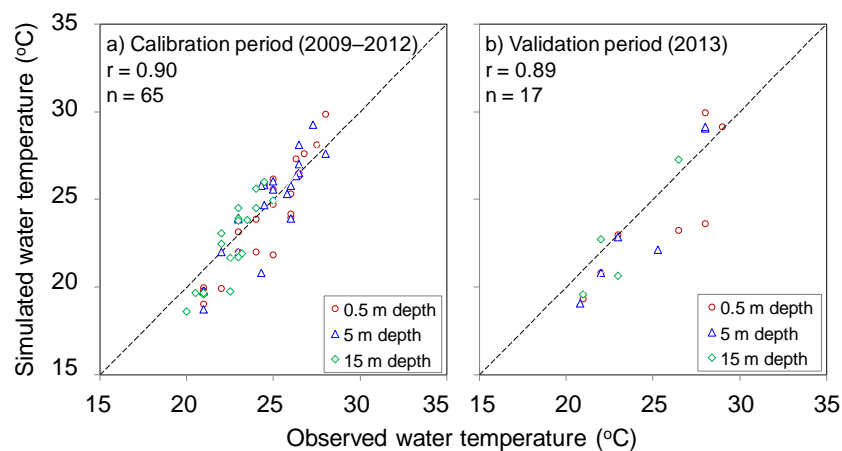 Simulated water temperature (°C)
35
30
25
20
15
a) Calibration period (2009–2012)
r = 0.90
n = 65
0.5 m depth
5 m depth
15 m depth
15
20
25
30
35
b) Validation period (2013)
r = 0.89
n = 17
0.5 m depth
5 m depth
15 m depth
15
20
25
30
35
Observed water temperature (°C)